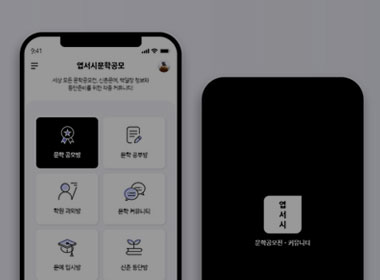 9:41
엽서시문학공모
세상 모든 문학공모전, 신춘문예, 백일장 정보와
등단준비를 위한 작품 커뮤니티
문학 공모방
문학 공부방
학원 과외방
문학 커뮤니티
문예 입시방
신춘 등단방
엽
서
시
문학공모전 · 커뮤니티